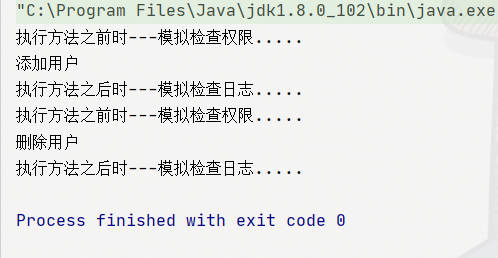 "C:\Program Files\Java\jdk1.8.0_102\bin\java.exe
执行方法之前时---模拟检查权限.....
添加用户
执行方法之后时---模拟检查日志.....
执行方法之前时---模拟检查权限.....
删除用户
执行方法之后时---模拟检查日志.....
Process finished with exit code 0